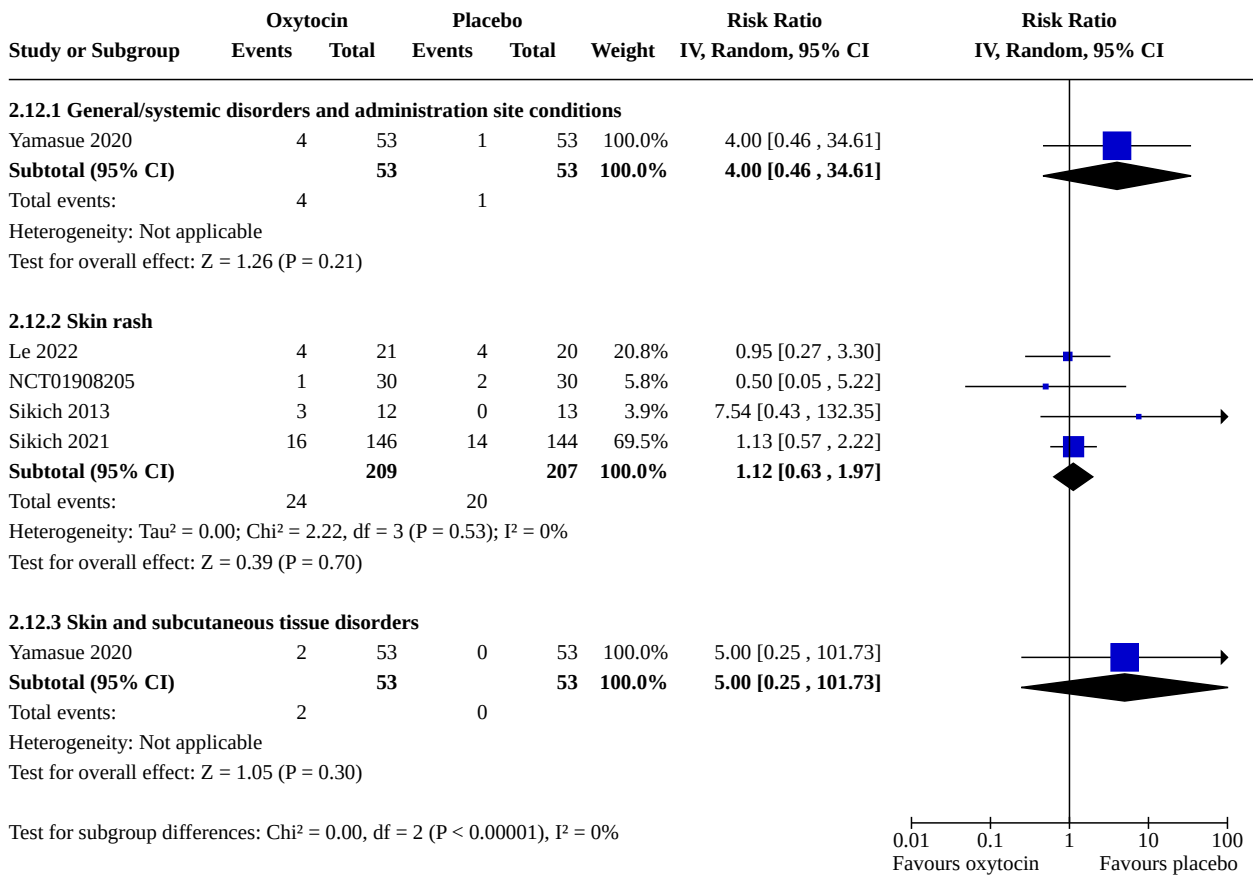 Oxytocin Placebo Risk Ratio Risk Ratio
Study or Subgroup Events Total Events Total Weight IV, Random, 95% CI IV, Random, 95% CI
2.12.1 General/systemic disorders and administration site conditions
Yamasue 2020 4 53 1 53 100.0% 4.00 [0.46 , 34.61]
Subtotal (95% CI) 53 53 100.0% 4.00 [0.46 , 34.61]
Total events: 4 1
Heterogeneity: Not applicable
Test for overall effect: Z = 1.26 (P = 0.21)
2.12.2 Skin rash
Le 2022 4 21 4 20 20.8% 0.95 [0.27 , 3.30]
NCT01908205 1 30 2 30 5.8% 0.50 [0.05 , 5.22]
Sikich 2013 3 12 0 13 3.9% 7.54 [0.43 , 132.35]
Sikich 2021 16 146 14 144 69.5% 1.13 [0.57 , 2.22]
Subtotal (95% CI) 209 207 100.0% 1.12 [0.63 , 1.97]
Total events: 24 20
Heterogeneity: Tau² = 0.00; Chi² = 2.22, df = 3 (P = 0.53); I² = 0%
Test for overall effect: Z = 0.39 (P = 0.70)
2.12.3 Skin and subcutaneous tissue disorders
Yamasue 2020 2 53 0 53 100.0% 5.00 [0.25 , 101.73]
Subtotal (95% CI) 53 53 100.0% 5.00 [0.25 , 101.73]
Total events: 2 0
Heterogeneity: Not applicable
Test for overall effect: Z = 1.05 (P = 0.30)
Test for subgroup differences: Chi² = 0.00, df = 2 (P < 0.00001), I² = 0%
0.01 0.1 1 10 100
Favours oxytocin Favours placebo